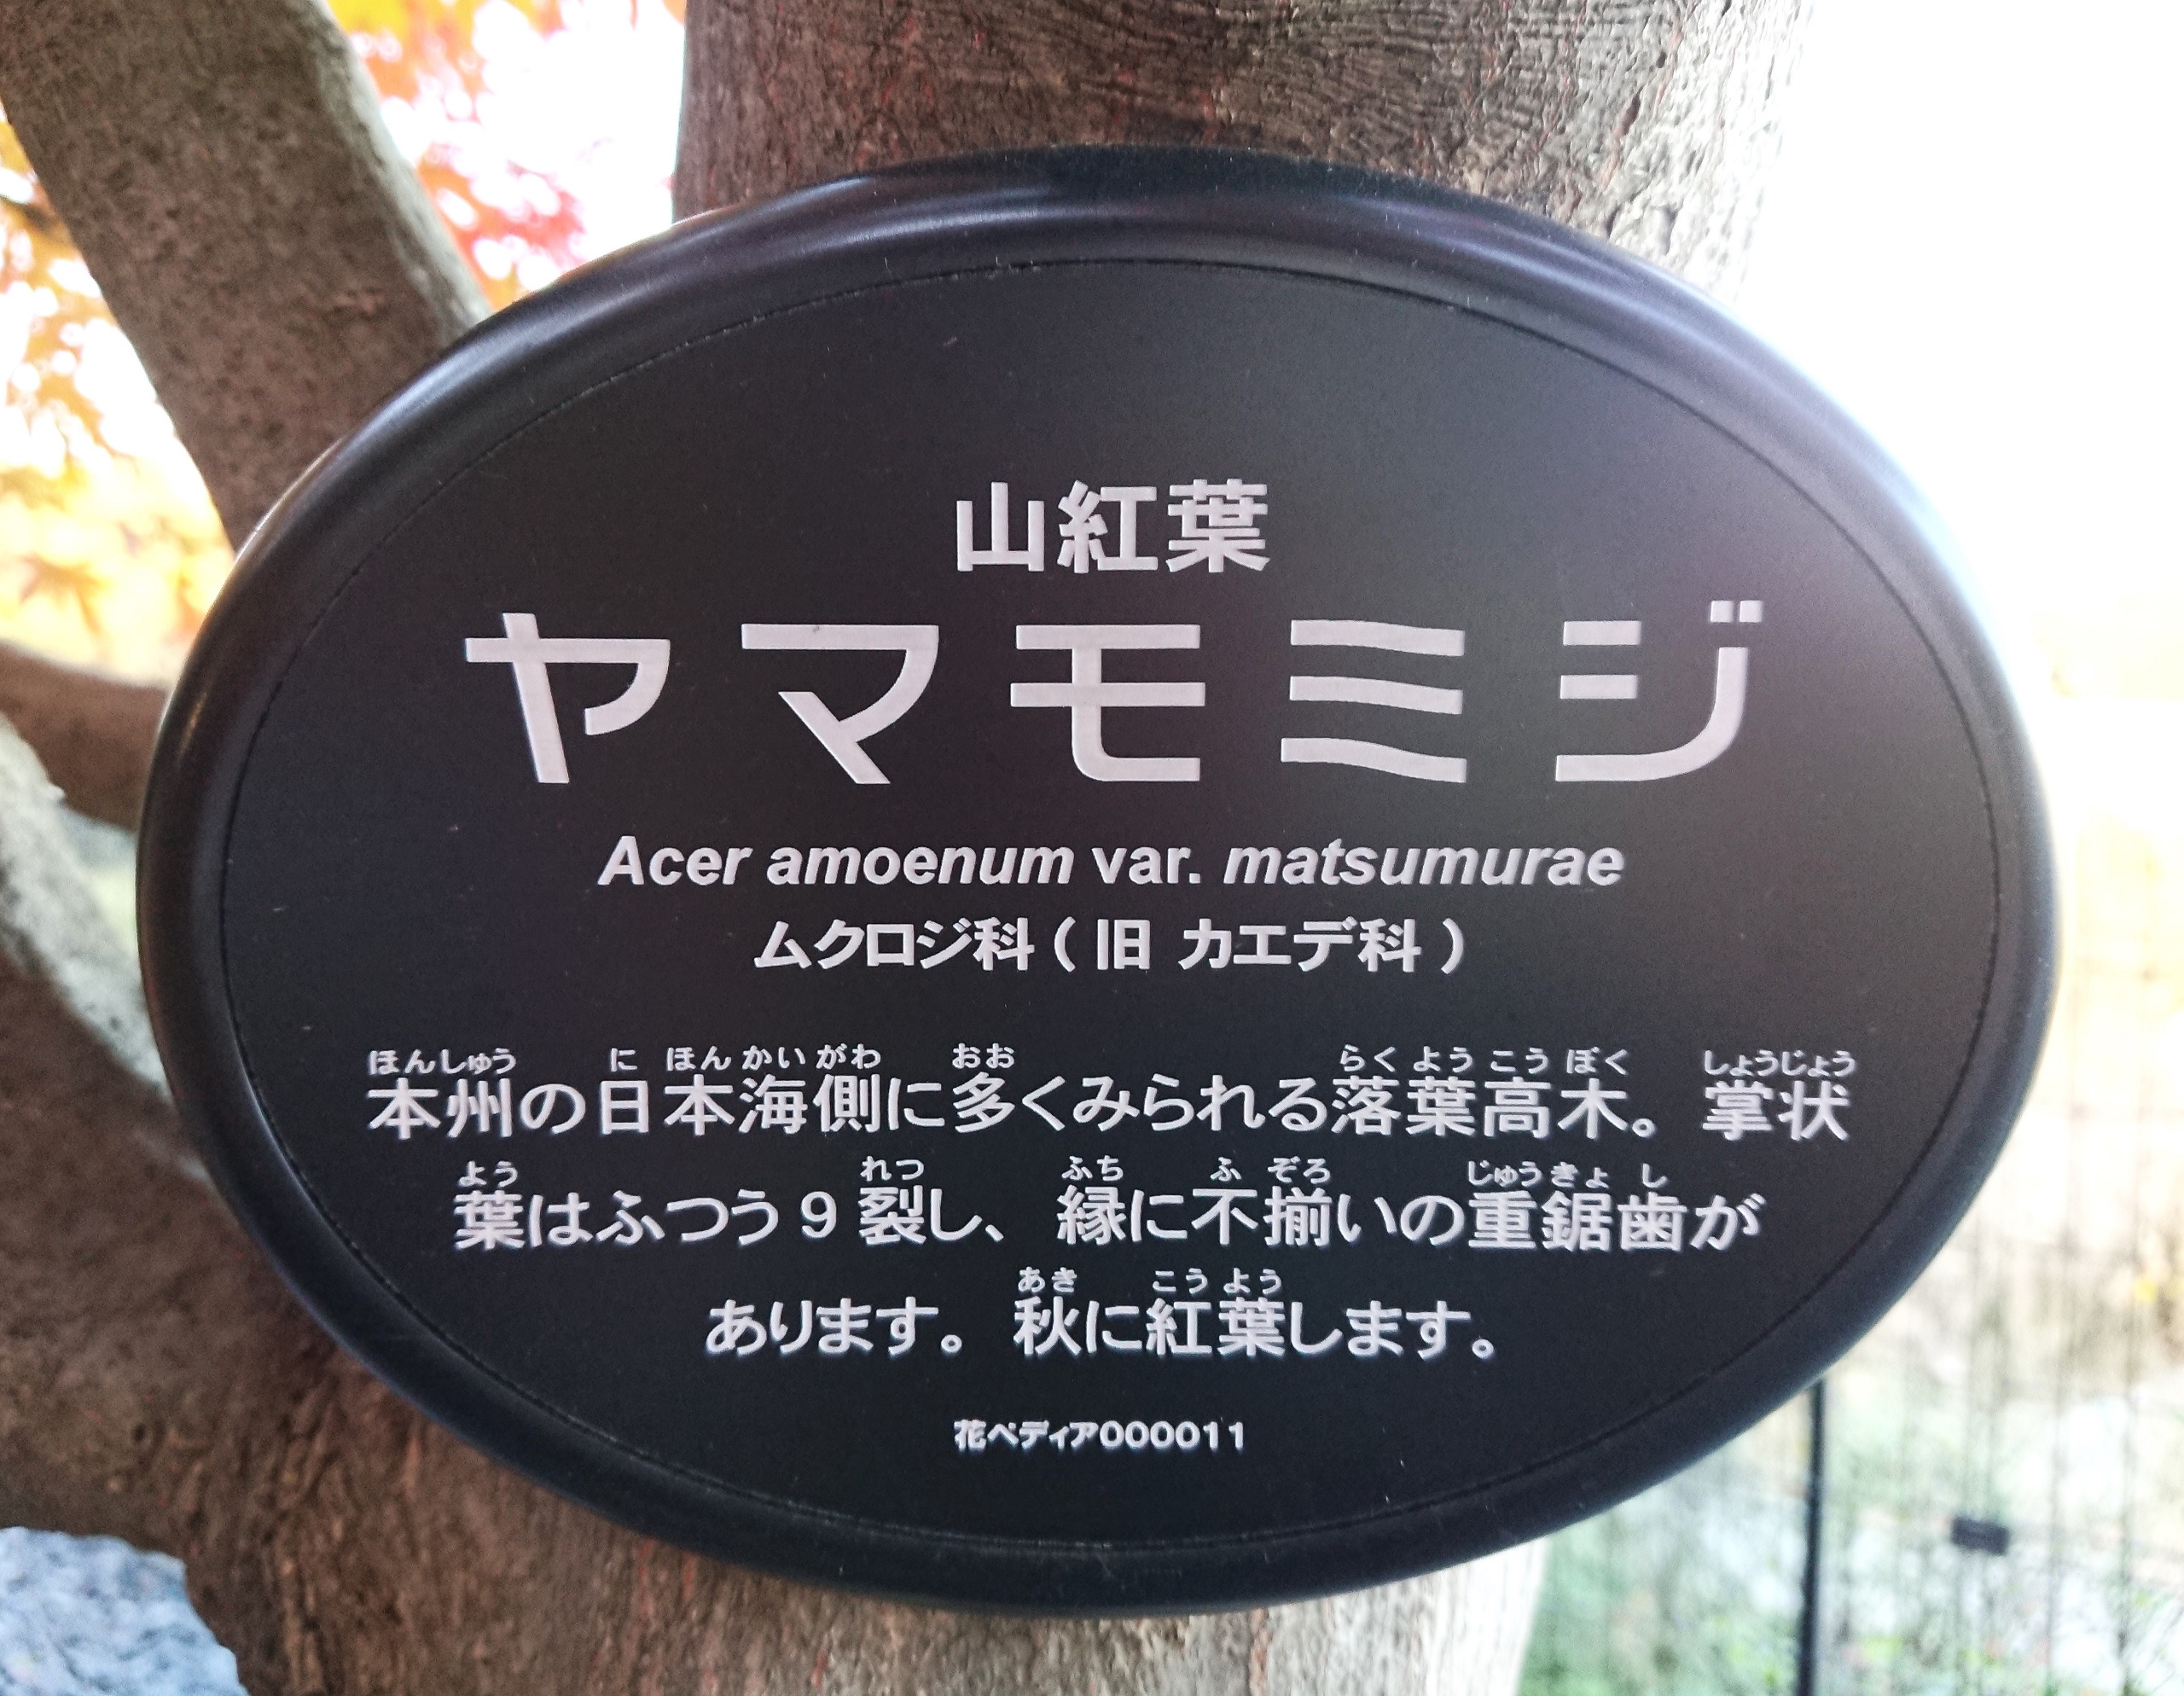 山紅葉
ヤマモミジ
Acer amoenum var. matsumurae
ムクロジ科 ( 旧 カエデ科 )
ほんしゅう に ほん かい がわ おお らく よう こう ぼく しょうじょう
本州の日本海側に多くみられる落葉高木。掌状
よう れつ ふち ふ ぞろ じゅう きょ し
葉はふつう 9 裂し、縁に不揃いの重鋸歯が
あき こう よう
あります。秋に紅葉します。
花ペディア000011